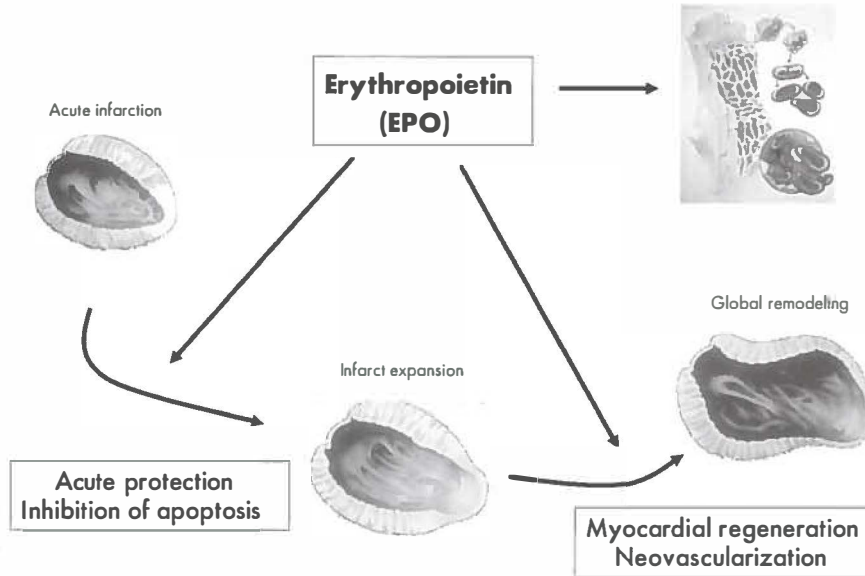 Erythropoietin
(EPO)
Acute infarction
Global remodeling
Infarct expansion
Acute protection
Inhibition of apoptosis
Myocardial regeneration
Neovascularization